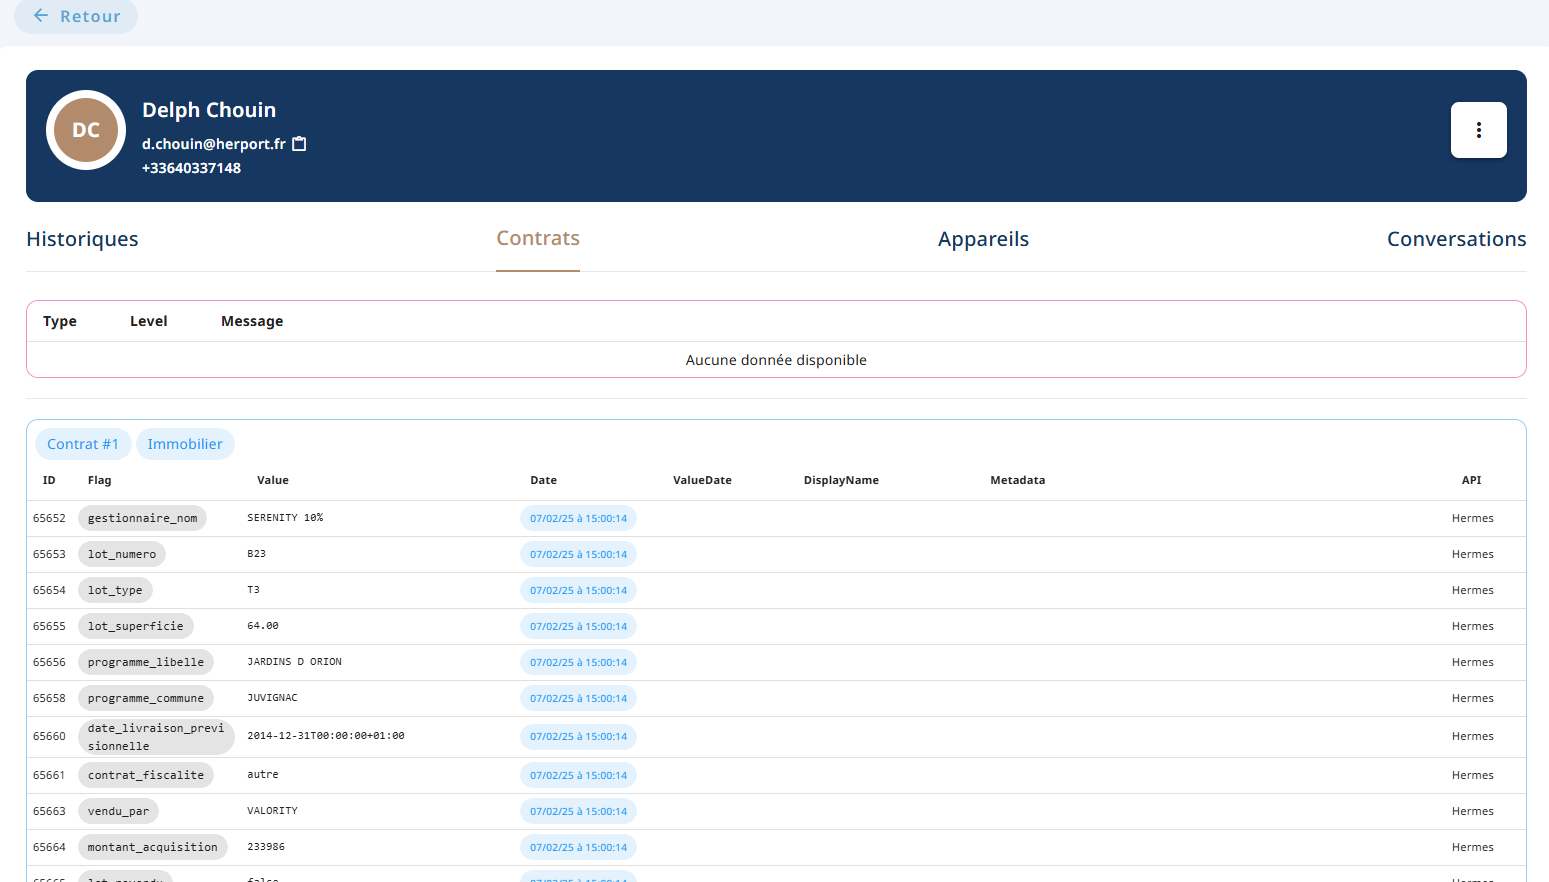 ← Retour
DC
Delph Chouin
d.chouin@herport.fr
+33640337148
Historiques Contrats Appareils Conversations
Type Level Message
Aucune donnée disponible
Contrat #1 Immobilier
ID Flag Value Date ValueDate DisplayName Metadata API
65652 gestionnaire_nom SERENITY 10% 07/02/25 à 15:00:14 Hermes
65653 lot_numero B23 07/02/25 à 15:00:14 Hermes
65654 lot_type T3 07/02/25 à 15:00:14 Hermes
65655 lot_superficie 64.00 07/02/25 à 15:00:14 Hermes
65656 programme_libelle JARDINS D ORION 07/02/25 à 15:00:14 Hermes
65658 programme_commune JUVIGNAC 07/02/25 à 15:00:14 Hermes
65660 date_livraison_previ
sionnelle 2014-12-31T00:00:00+01:00 07/02/25 à 15:00:14 Hermes
65661 contrat_fiscalite autre 07/02/25 à 15:00:14 Hermes
65663 vendu_par VALORITY 07/02/25 à 15:00:14 Hermes
65664 montant_acquisition 233986 07/02/25 à 15:00:14 Hermes